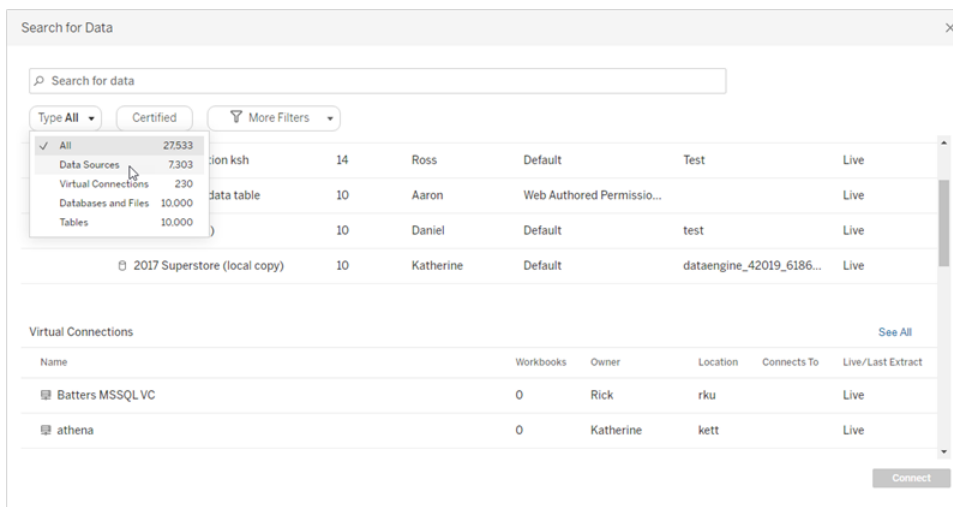 Search for Data
Search for data
Type All Certified More Filters
All 27,533
Data Sources 7,303
Virtual Connections 230
Databases and Files 10,000
Tables 10,000
tion ksh 14 Ross Default Test Live
data table 10 Aaron Web Authored Permissio... Live
) 10 Daniel Default test Live
2017 Superstore (local copy) 10 Katherine Default dataengine_42019_6186... Live
Virtual Connections See All
Name Workbooks Owner Location Connects To Live/Last Extract
Batters MSSQL VC 0 Rick rku Live
athena 0 Katherine kett Live
Connect